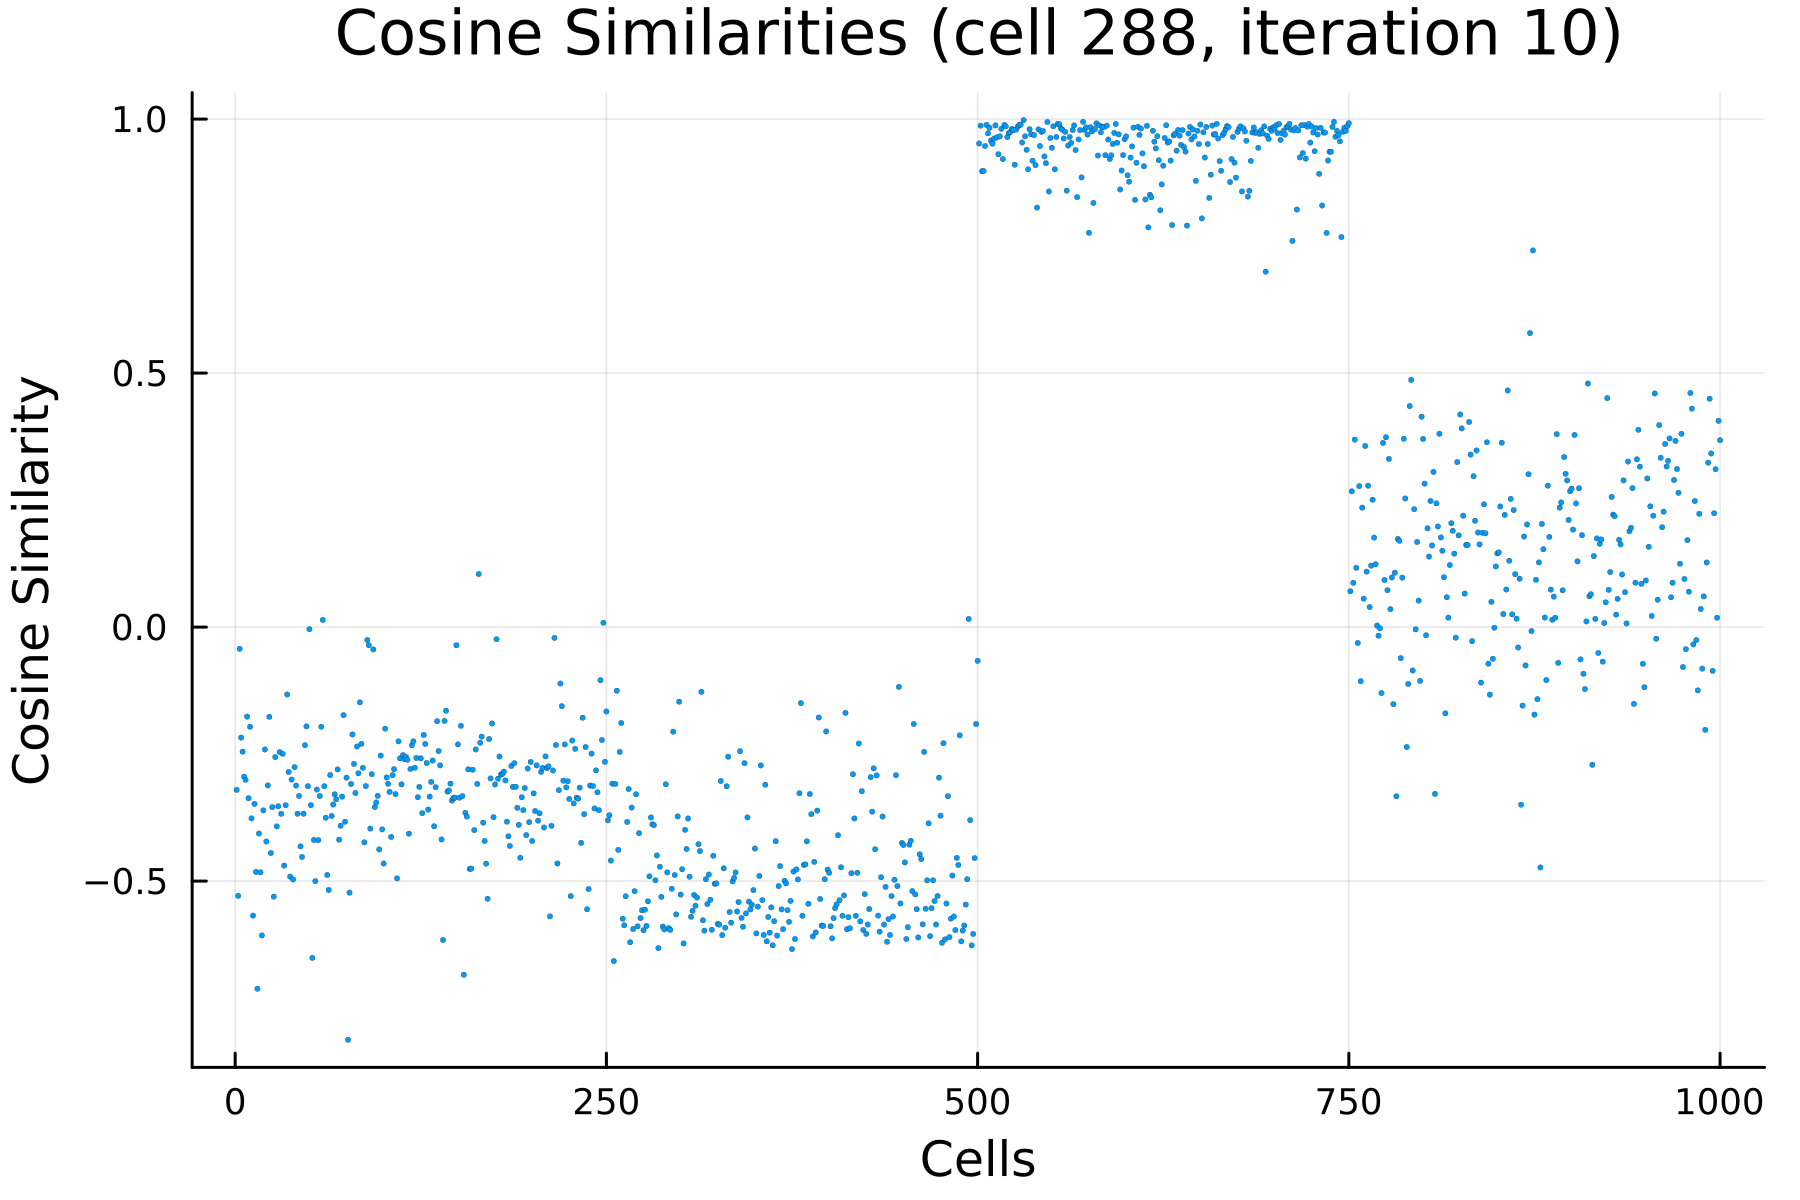 Cosine Similarities (cell 288, iteration 10)
1.0
0.5
0.0
−0.5
Cosine Similarity
0 250 500 750 1000
Cells